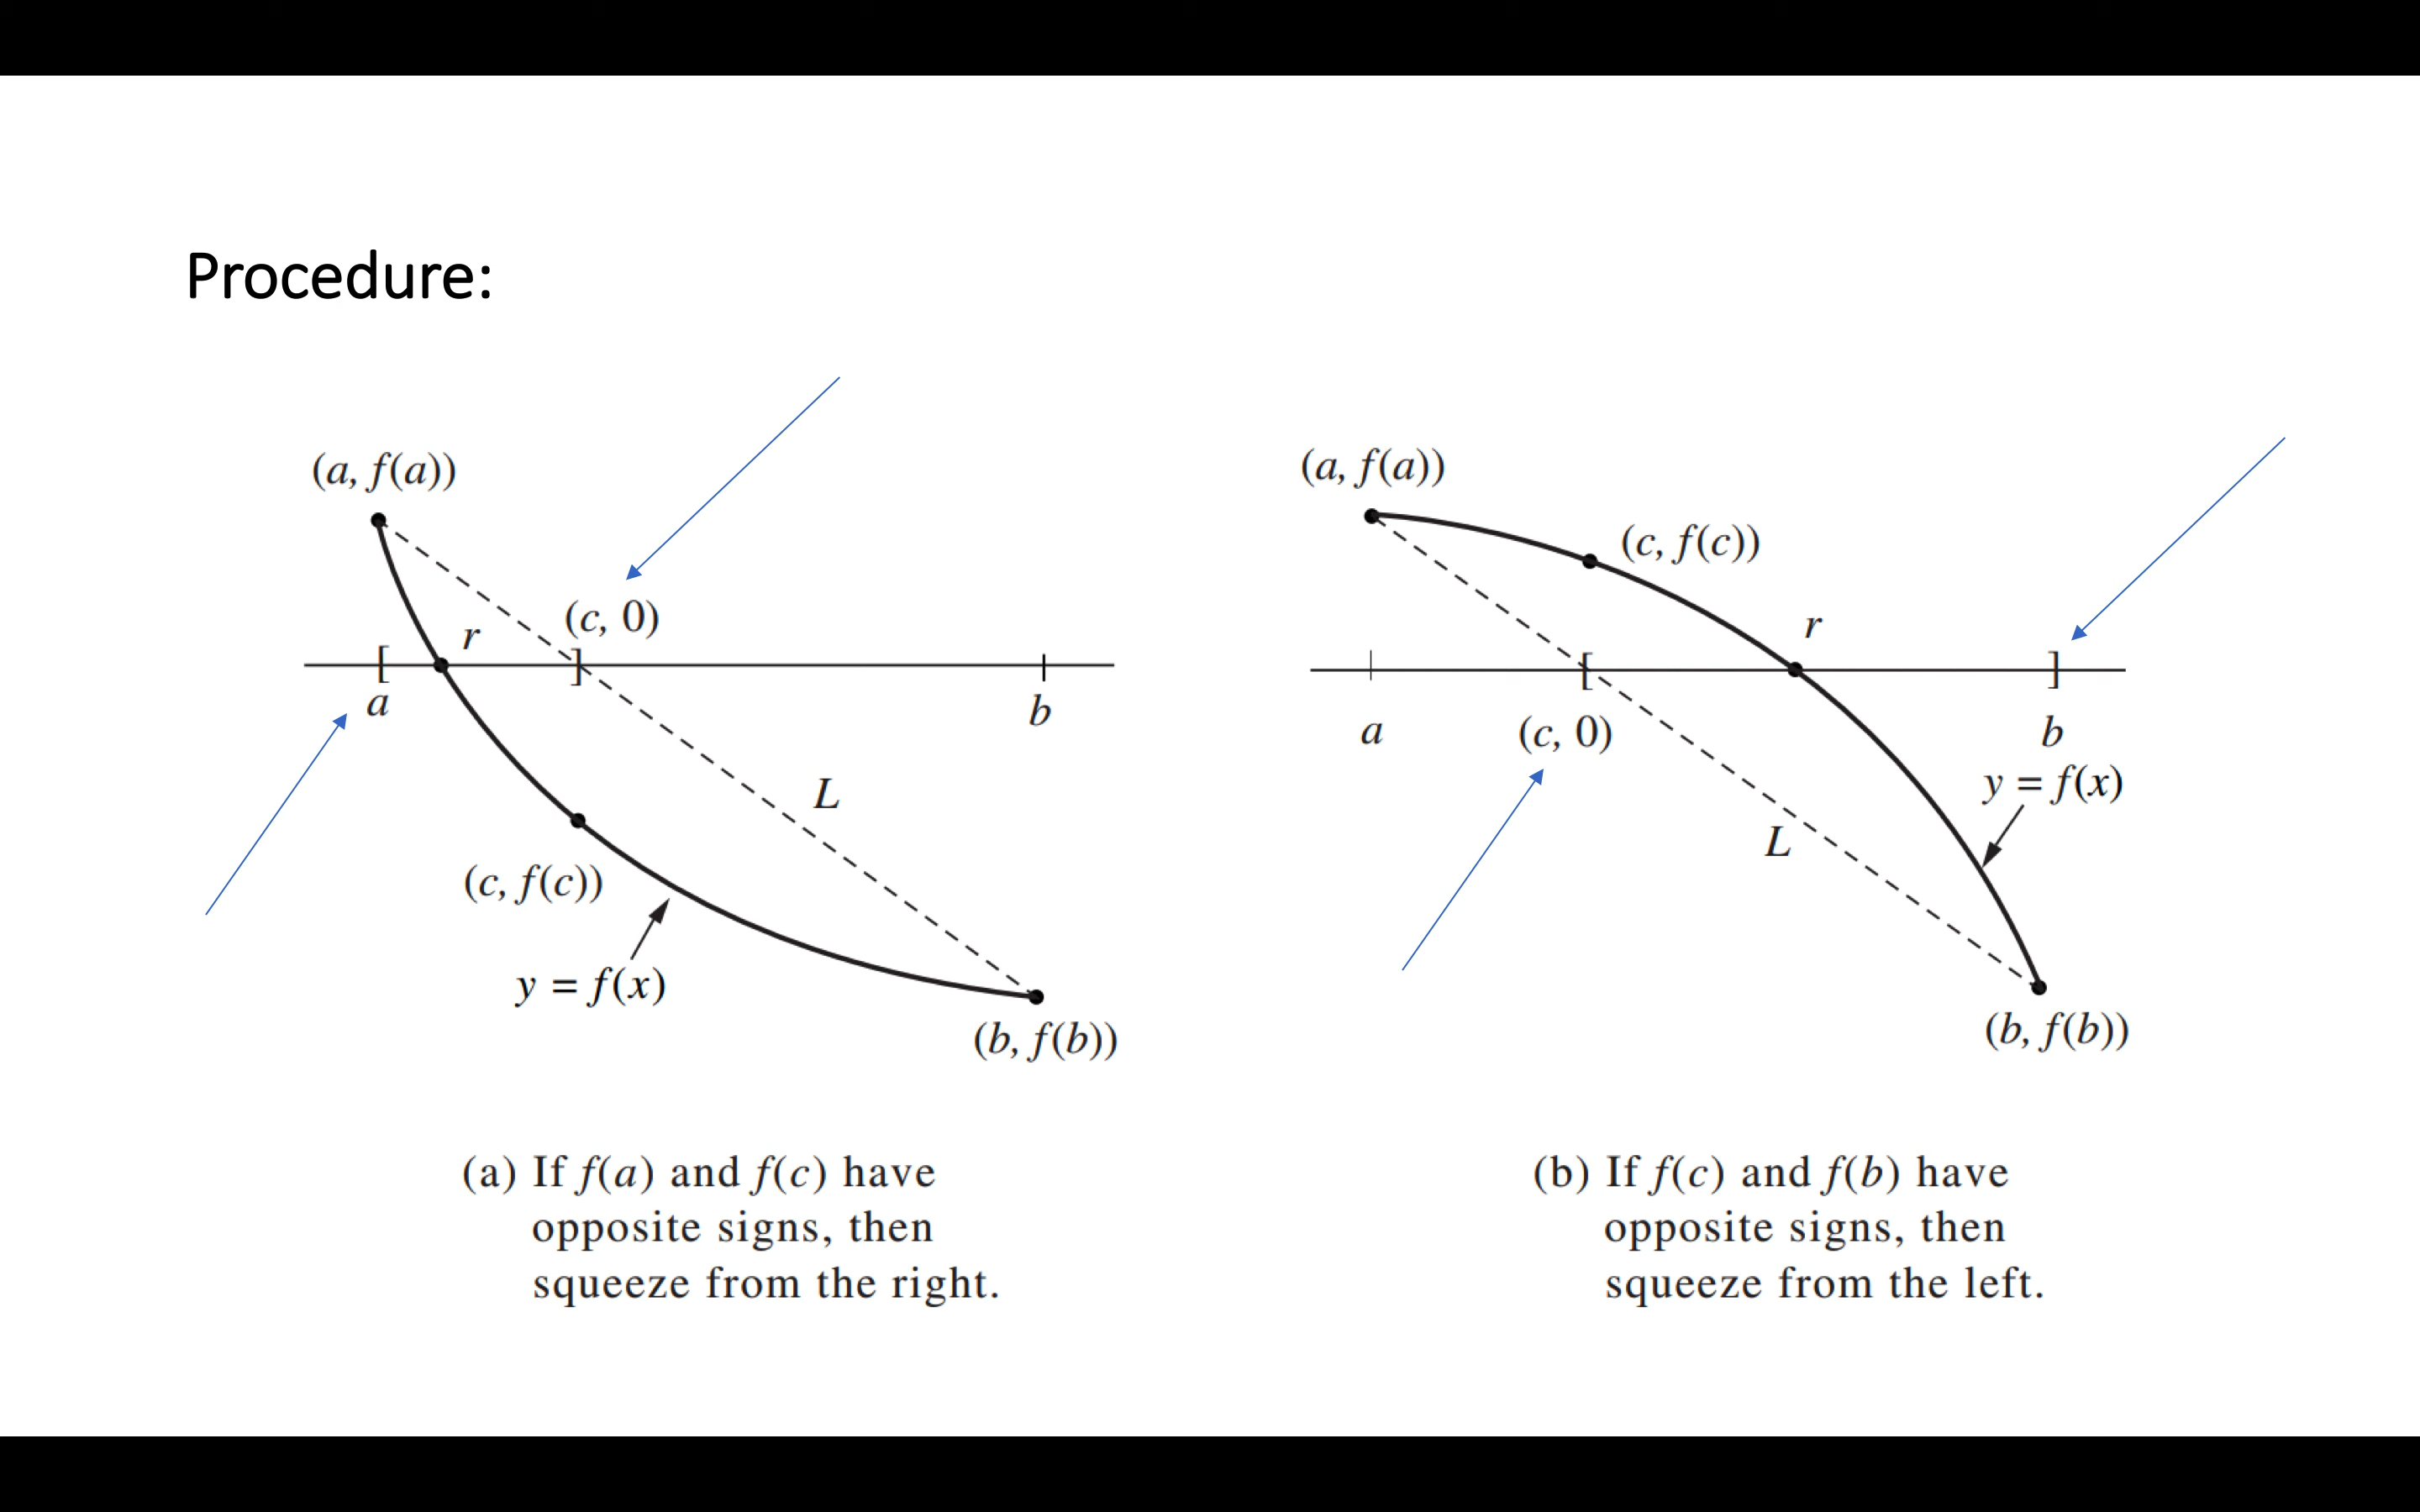 Procedure:
(a, f(a))
r
(c, 0)
[
]
a
b
L
(c, f(c))
y = f(x)
(b, f(b))
(a) If f(a) and f(c) have
opposite signs, then
squeeze from the right.
(a, f(a))
(c, f(c))
r
[
]
a
(c, 0)
b
y = f(x)
L
(b, f(b))
(b) If f(c) and f(b) have
opposite signs, then
squeeze from the left.